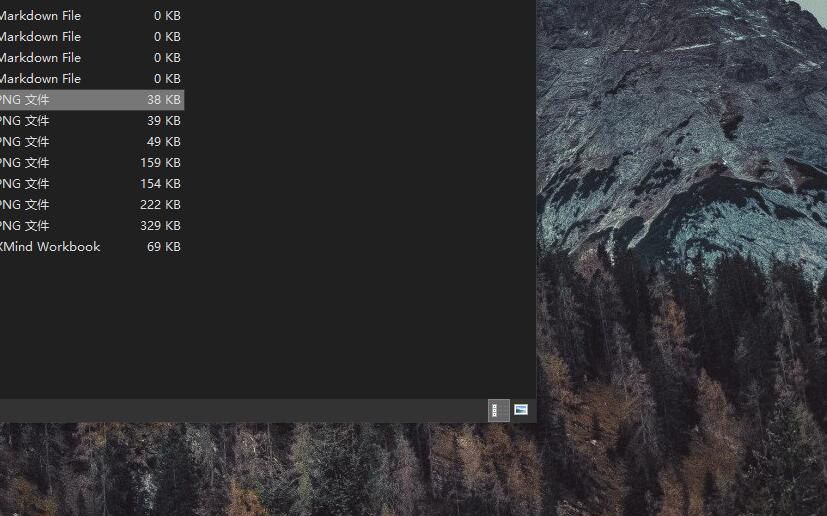 Markdown File 0 KB
Markdown File 0 KB
Markdown File 0 KB
Markdown File 0 KB
PNG 文件 38 KB
PNG 文件 39 KB
PNG 文件 49 KB
PNG 文件 159 KB
PNG 文件 154 KB
PNG 文件 222 KB
PNG 文件 329 KB
XMind Workbook 69 KB